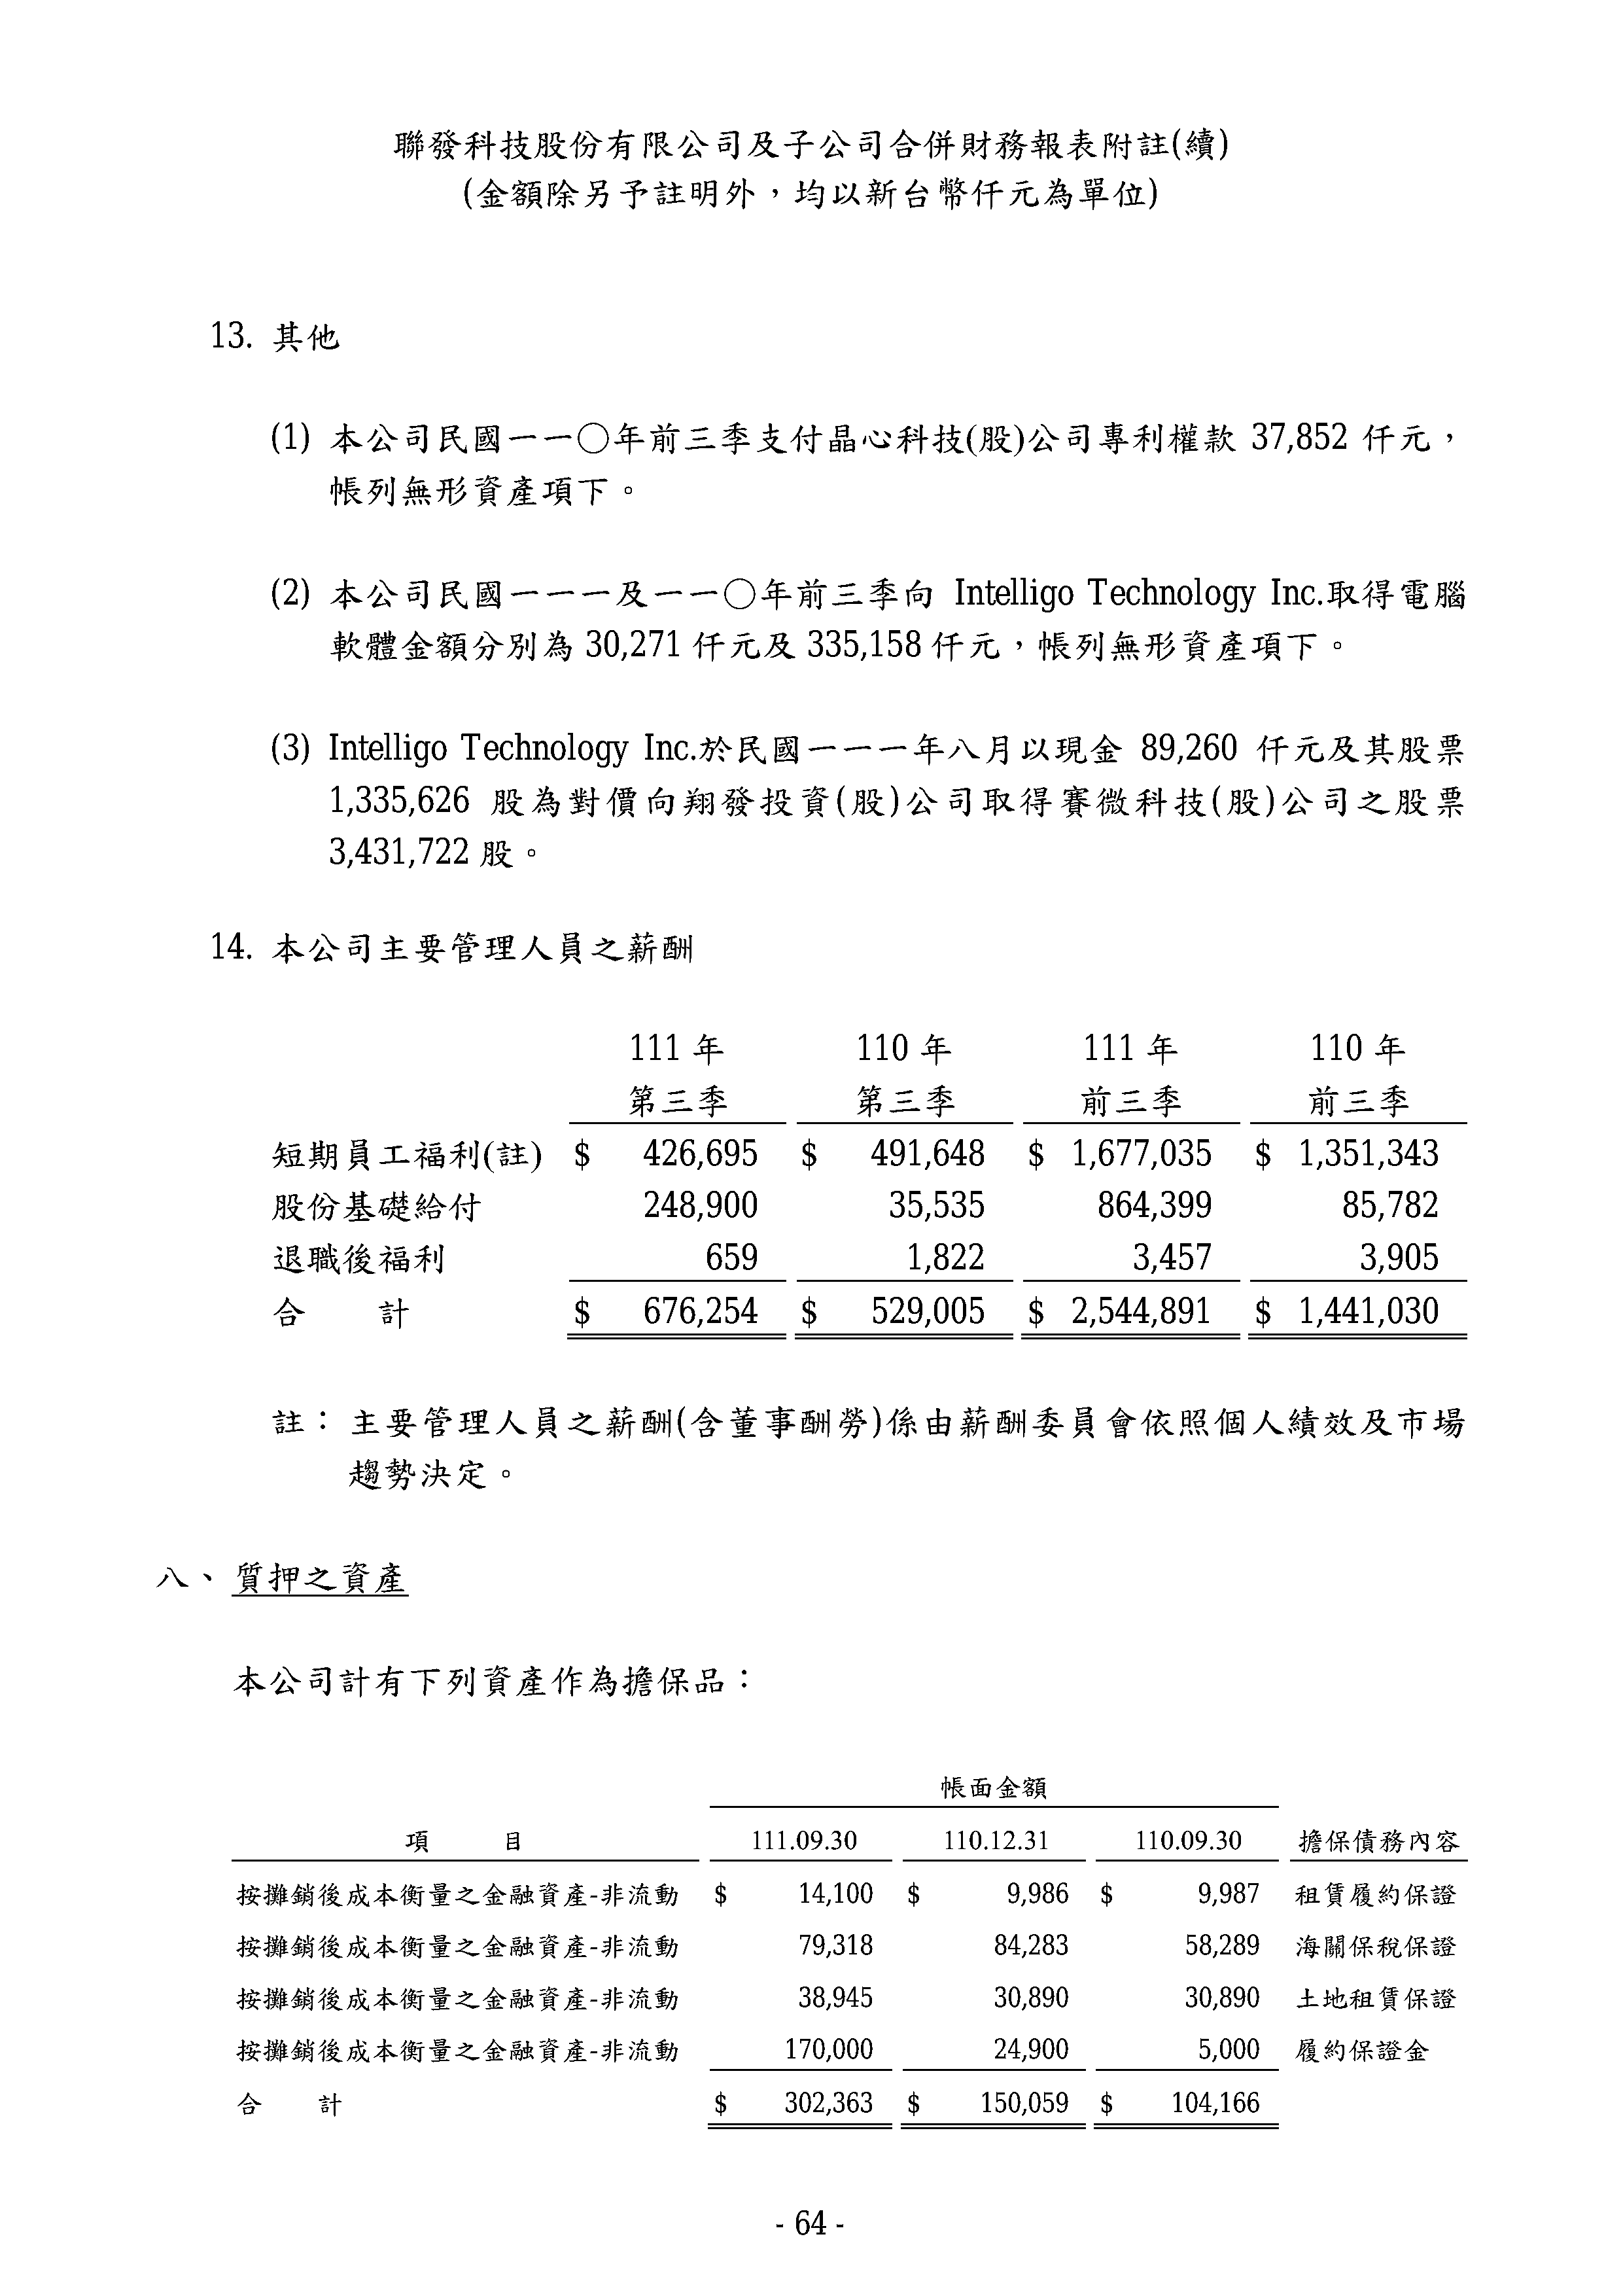 聯發科技股份有限公司及子公司合併財務報表附註(續)
(金額除另予註明外，均以新台幣仟元為單位)
13. 其他
(1) 本公司民國一一〇年前三季支付晶心科技(股)公司專利權款 37,852 仟元，
帳列無形資產項下。
(2) 本公司民國一一一及一一〇年前三季向 Intelligo Technology Inc.取得電腦
軟體金額分別為 30,271 仟元及 335,158 仟元，帳列無形資產項下。
(3) Intelligo Technology Inc.於民國一一一年八月以現金 89,260 仟元及其股票
1,335,626 股為對價向翔發投資(股)公司取得賽微科技(股)公司之股票
3,431,722 股。
14. 本公司主要管理人員之薪酬
111 年 110 年 111 年 110 年
第三季 第三季 前三季 前三季
短期員工福利(註) $ 426,695 $ 491,648 $ 1,677,035 $ 1,351,343
股份基礎給付 248,900 35,535 864,399 85,782
退職後福利 659 1,822 3,457 3,905
合 計 $ 676,254 $ 529,005 $ 2,544,891 $ 1,441,030
註： 主要管理人員之薪酬(含董事酬勞)係由薪酬委員會依照個人績效及市場
趨勢決定。
八、質押之資產
本公司計有下列資產作為擔保品：
帳面金額
項 目 111.09.30 110.12.31 110.09.30 擔保債務內容
按攤銷後成本衡量之金融資產-非流動 $ 14,100 $ 9,986 $ 9,987 租賃履約保證
按攤銷後成本衡量之金融資產-非流動 79,318 84,283 58,289 海關保稅保證
按攤銷後成本衡量之金融資產-非流動 38,945 30,890 30,890 土地租賃保證
按攤銷後成本衡量之金融資產-非流動 170,000 24,900 5,000 履約保證金
合 計 $ 302,363 $ 150,059 $ 104,166
- 64 -